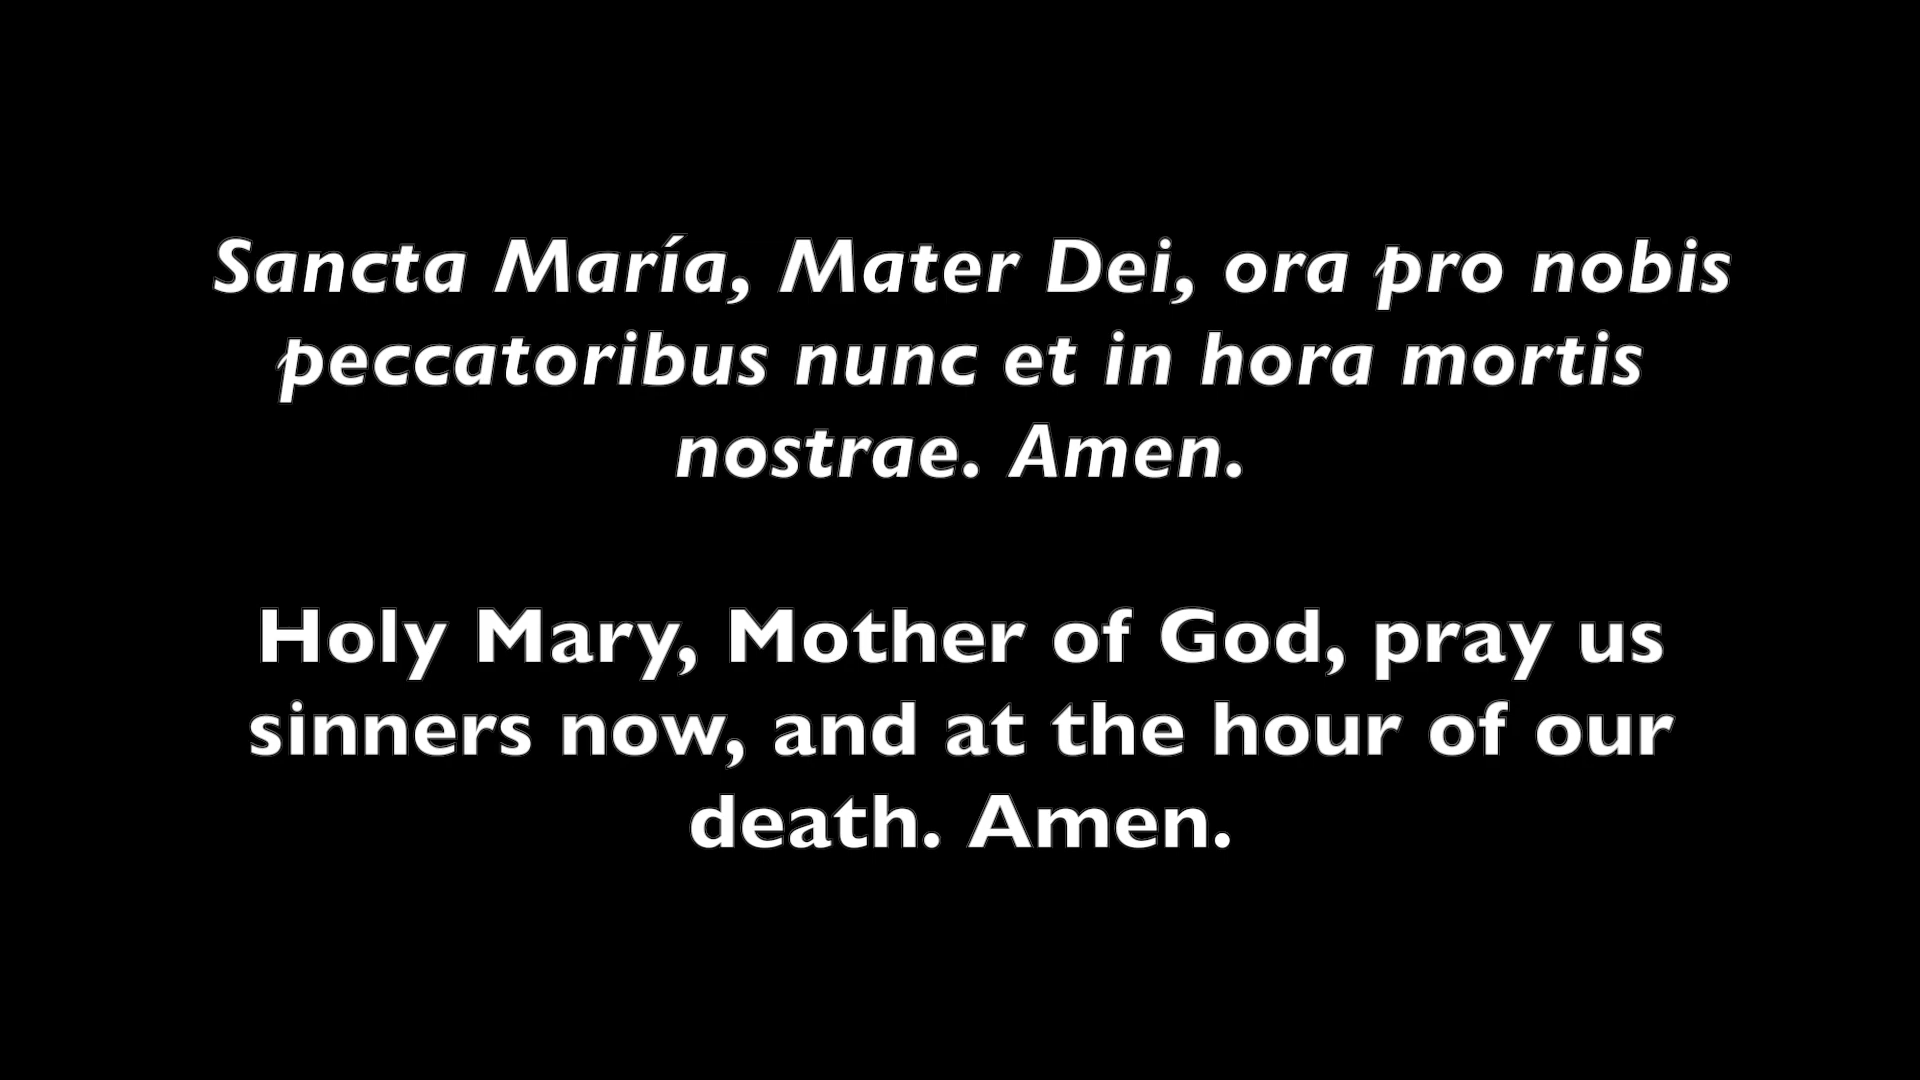 Sancta María, Mater Dei, ora pro nobis
peccatoribus nunc et in hora mortis
nostrae. Amen.
Holy Mary, Mother of God, pray us
sinners now, and at the hour of our
death. Amen.